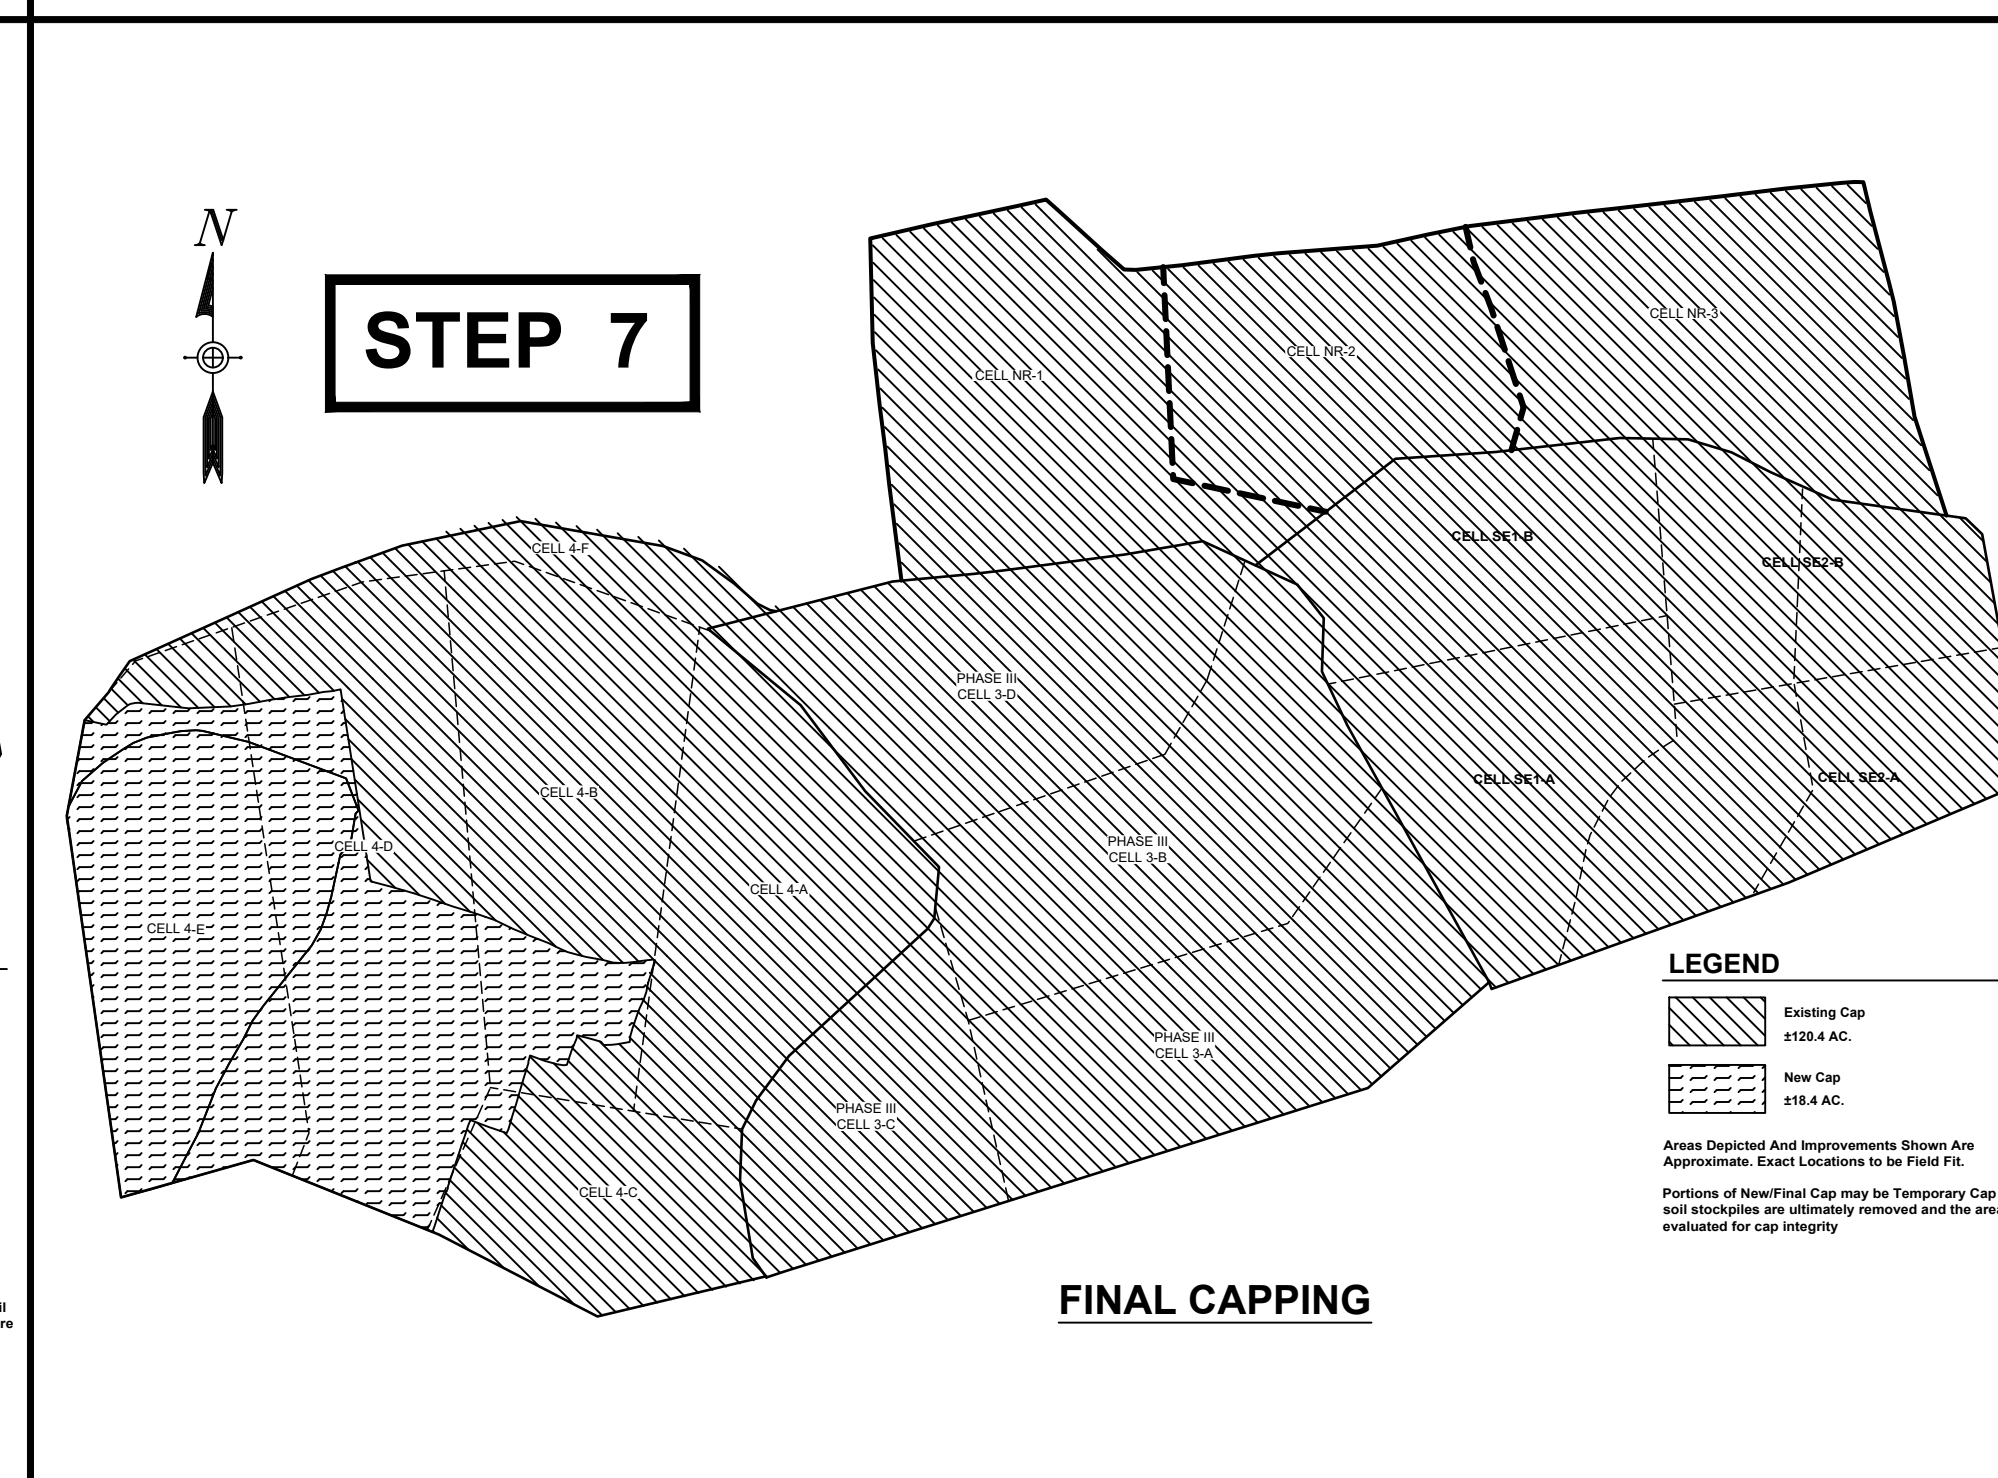 N
STEP 7
CELL NR-3
CELL NR-2
CELL NR-1
CELL SE1-B
CELL 4-F
CELL SE2-B
PHASE III
CELL 3-D
CELL SE1-A
CELL SE2-A
CELL 4-B
CELL 4-D
PHASE III
CELL 3-B
CELL 4-A
CELL 4-E
PHASE III
CELL 3-A
PHASE III
CELL 3-C
CELL 4-C
LEGEND
Existing Cap
±120.4 AC.
New Cap
±18.4 AC.
Areas Depicted And Improvements Shown Are
Approximate. Exact Locations to be Field Fit.
Portions of New/Final Cap may be Temporary Cap
soil stockpiles are ultimately removed and the
evaluated for cap integrity
FINAL CAPPING